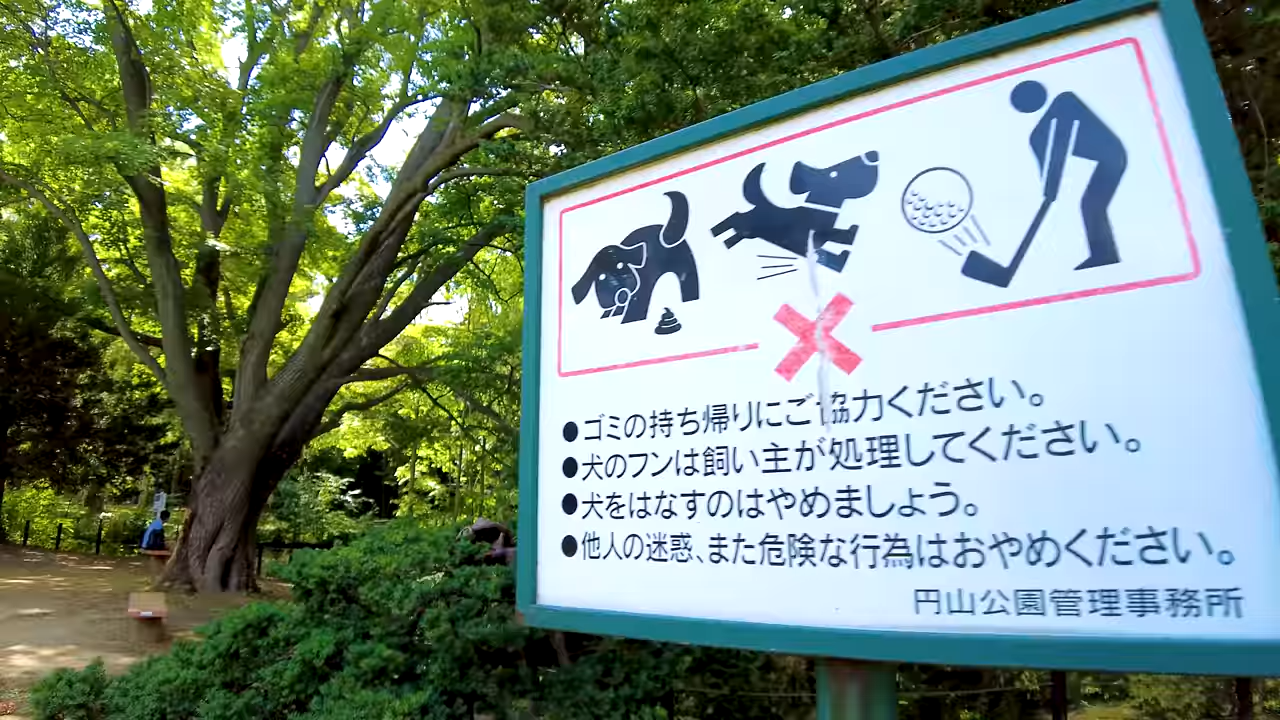 ●ゴミの持ち帰りにご協力ください。
●犬のフンは飼い主が処理してください。
●犬をはなすのはやめましょう。
●他人の迷惑、また危険な行為はおやめください。
円山公園管理事務所